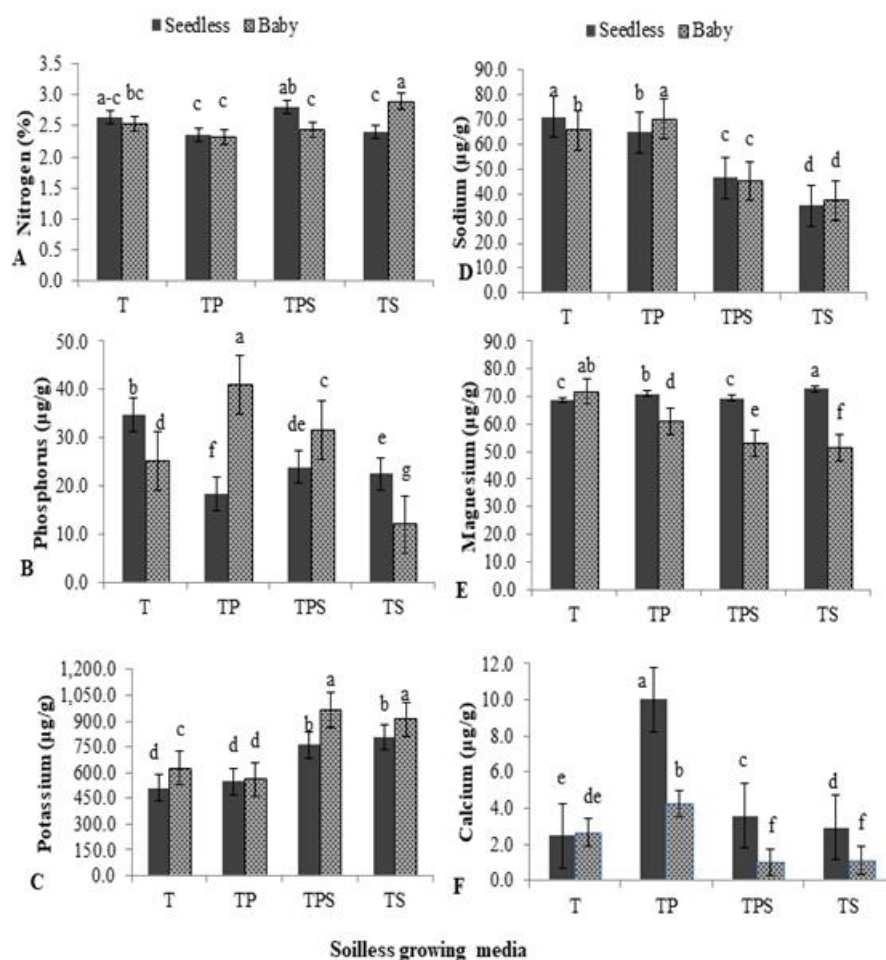 Seedless Baby
Seedless Baby
3.5
3.0
2.5
2.0
1.5
1.0
0.5
0.0
Nitrogen (%)
A
a-c bc c c ab c c a
T TP TPS TS
90.0
80.0
70.0
60.0
50.0
40.0
30.0
20.0
10.0
0.0
Sodium (µg/g)
D
a b b a c c d d
T TP TPS TS
50.0
40.0
30.0
20.0
10.0
0.0
Phosphorus (µg/g)
B
b d f a de c e g
T TP TPS TS
90.0
80.0
70.0
60.0
50.0
40.0
30.0
20.0
10.0
0.0
Magnesium (µg/g)
E
c ab b d c e a f
T TP TPS TS
1,200.0
1,050.0
900.0
750.0
600.0
450.0
300.0
150.0
0.0
Potassium (µg/g)
C
d c d d b a b a
T TP TPS TS
12.0
10.0
8.0
6.0
4.0
2.0
0.0
Calcium (µg/g)
F
e de a b c f d f
T TP TPS TS
Soilless growing media